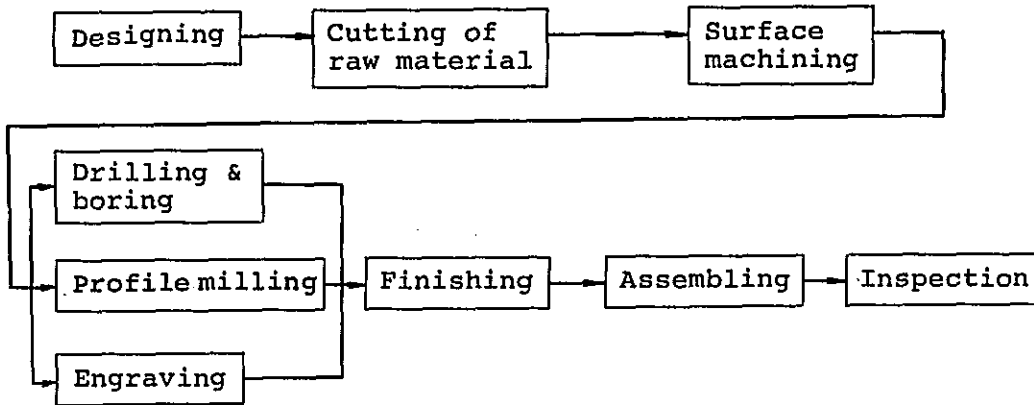 Designing
Cutting of
raw material
Surface
machining
Drilling &
boring
Profile milling
Finishing
Assembling
Inspection
Engraving